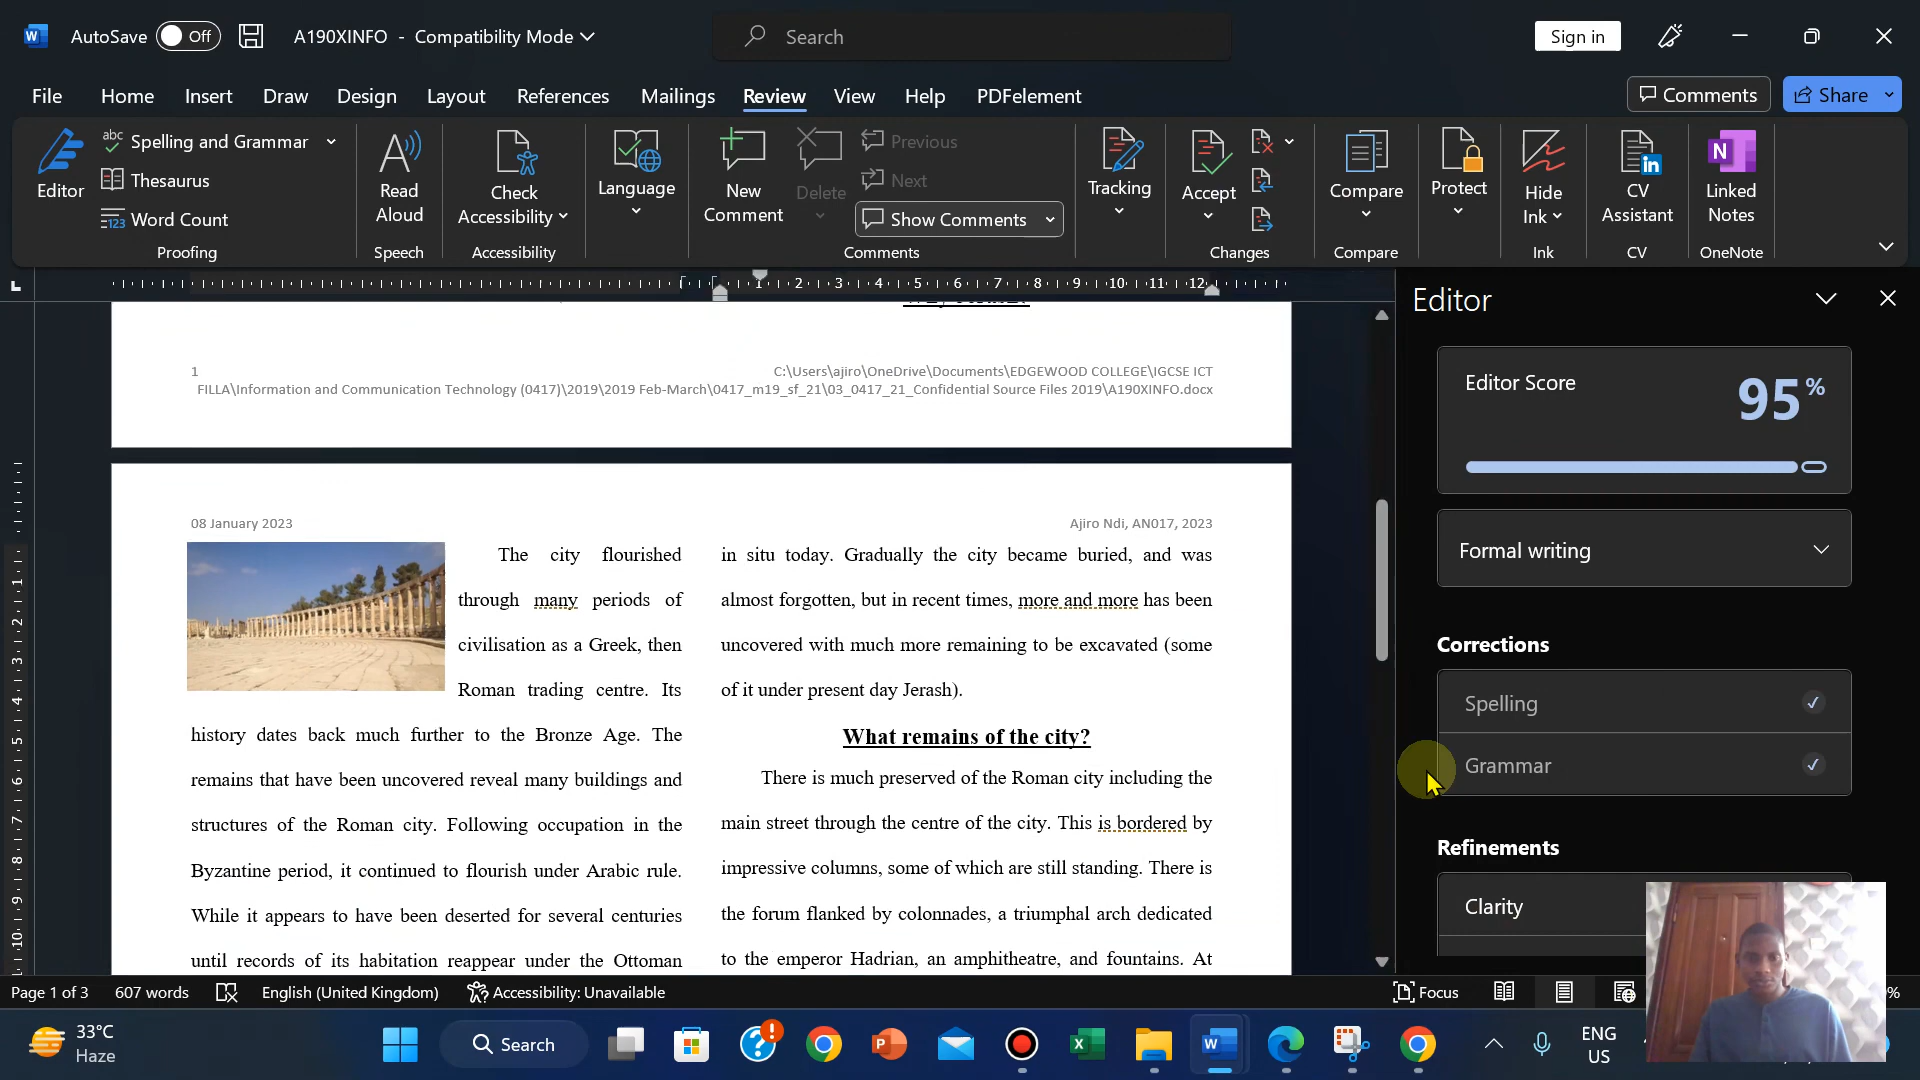 AutoSave Off A190XINFO - Compatibility Mode Search Sign in
File Home Insert Draw Design Layout References Mailings Review View Help PDFelement Comments Share
Editor
abc Spelling and Grammar
Thesaurus
123 Word Count
Proofing
Read
Aloud
Speech
Check
Accessibility
Accessibility
Language
New
Comment
Delete
Previous
Next
Show Comments
Comments
Tracking
Accept
Changes
Compare
Compare
Protect
Hide
Ink
Ink
CV
Assistant
CV
Linked
Notes
OneNote
1 2 3 4 5 6 7 8 9 10 11 12
1
C:\Users\ajiro\OneDrive\Documents\EDGEWOOD COLLEGE\IGCSE ICT
FILLA\Information and Communication Technology (0417)\2019\2019 Feb-March\0417_m19_sf_21\03_0417_21_Confidential Source Files 2019\A190XINFO.docx
08 January 2023 Ajiro Ndi, AN017, 2023
The city flourished
through many periods of
civilisation as a Greek, then
Roman trading centre. Its
history dates back much further to the Bronze Age. The
remains that have been uncovered reveal many buildings and
structures of the Roman city. Following occupation in the
Byzantine period, it continued to flourish under Arabic rule.
While it appears to have been deserted for several centuries
until records of its habitation reappear under the Ottoman
in situ today. Gradually the city became buried, and was
almost forgotten, but in recent times, more and more has been
uncovered with much more remaining to be excavated (some
of it under present day Jerash).
What remains of the city?
There is much preserved of the Roman city including the
main street through the centre of the city. This is bordered by
impressive columns, some of which are still standing. There is
the forum flanked by colonnades, a triumphal arch dedicated
to the emperor Hadrian, an amphitheatre, and fountains. At
Editor
Editor Score 95%
Formal writing
Corrections
Spelling
Grammar
Refinements
Clarity
Page 1 of 3 607 words English (United Kingdom) Accessibility: Unavailable Focus
33°C
Haze
Search
ENG
US